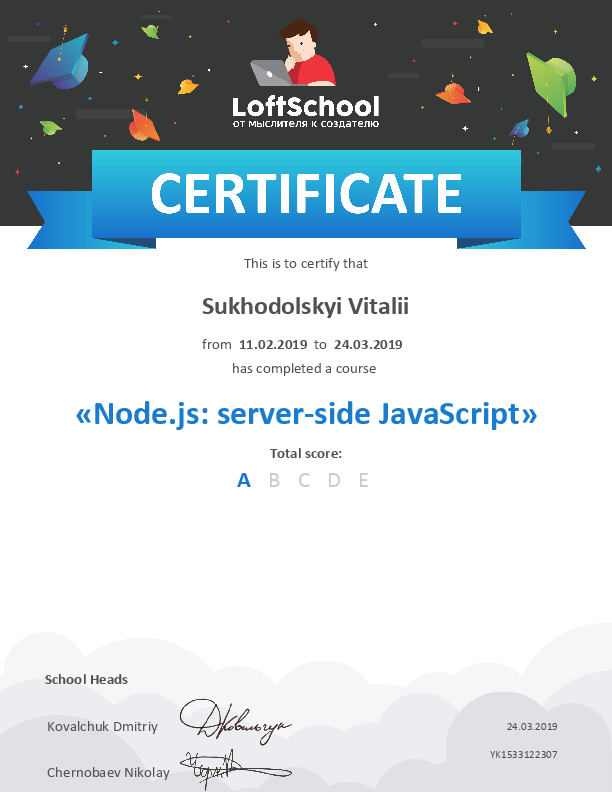 LoftSchool
от мыслителя к создателю
CERTIFICATE
This is to certify that
Sukhodolskyi Vitalii
from 11.02.2019 to 24.03.2019
has completed a course
«Node.js: server-side JavaScript»
Total score:
A B C D E
School Heads
Kovalchuk Dmitriy
24.03.2019
YK1533122307
Chernobaev Nikolay